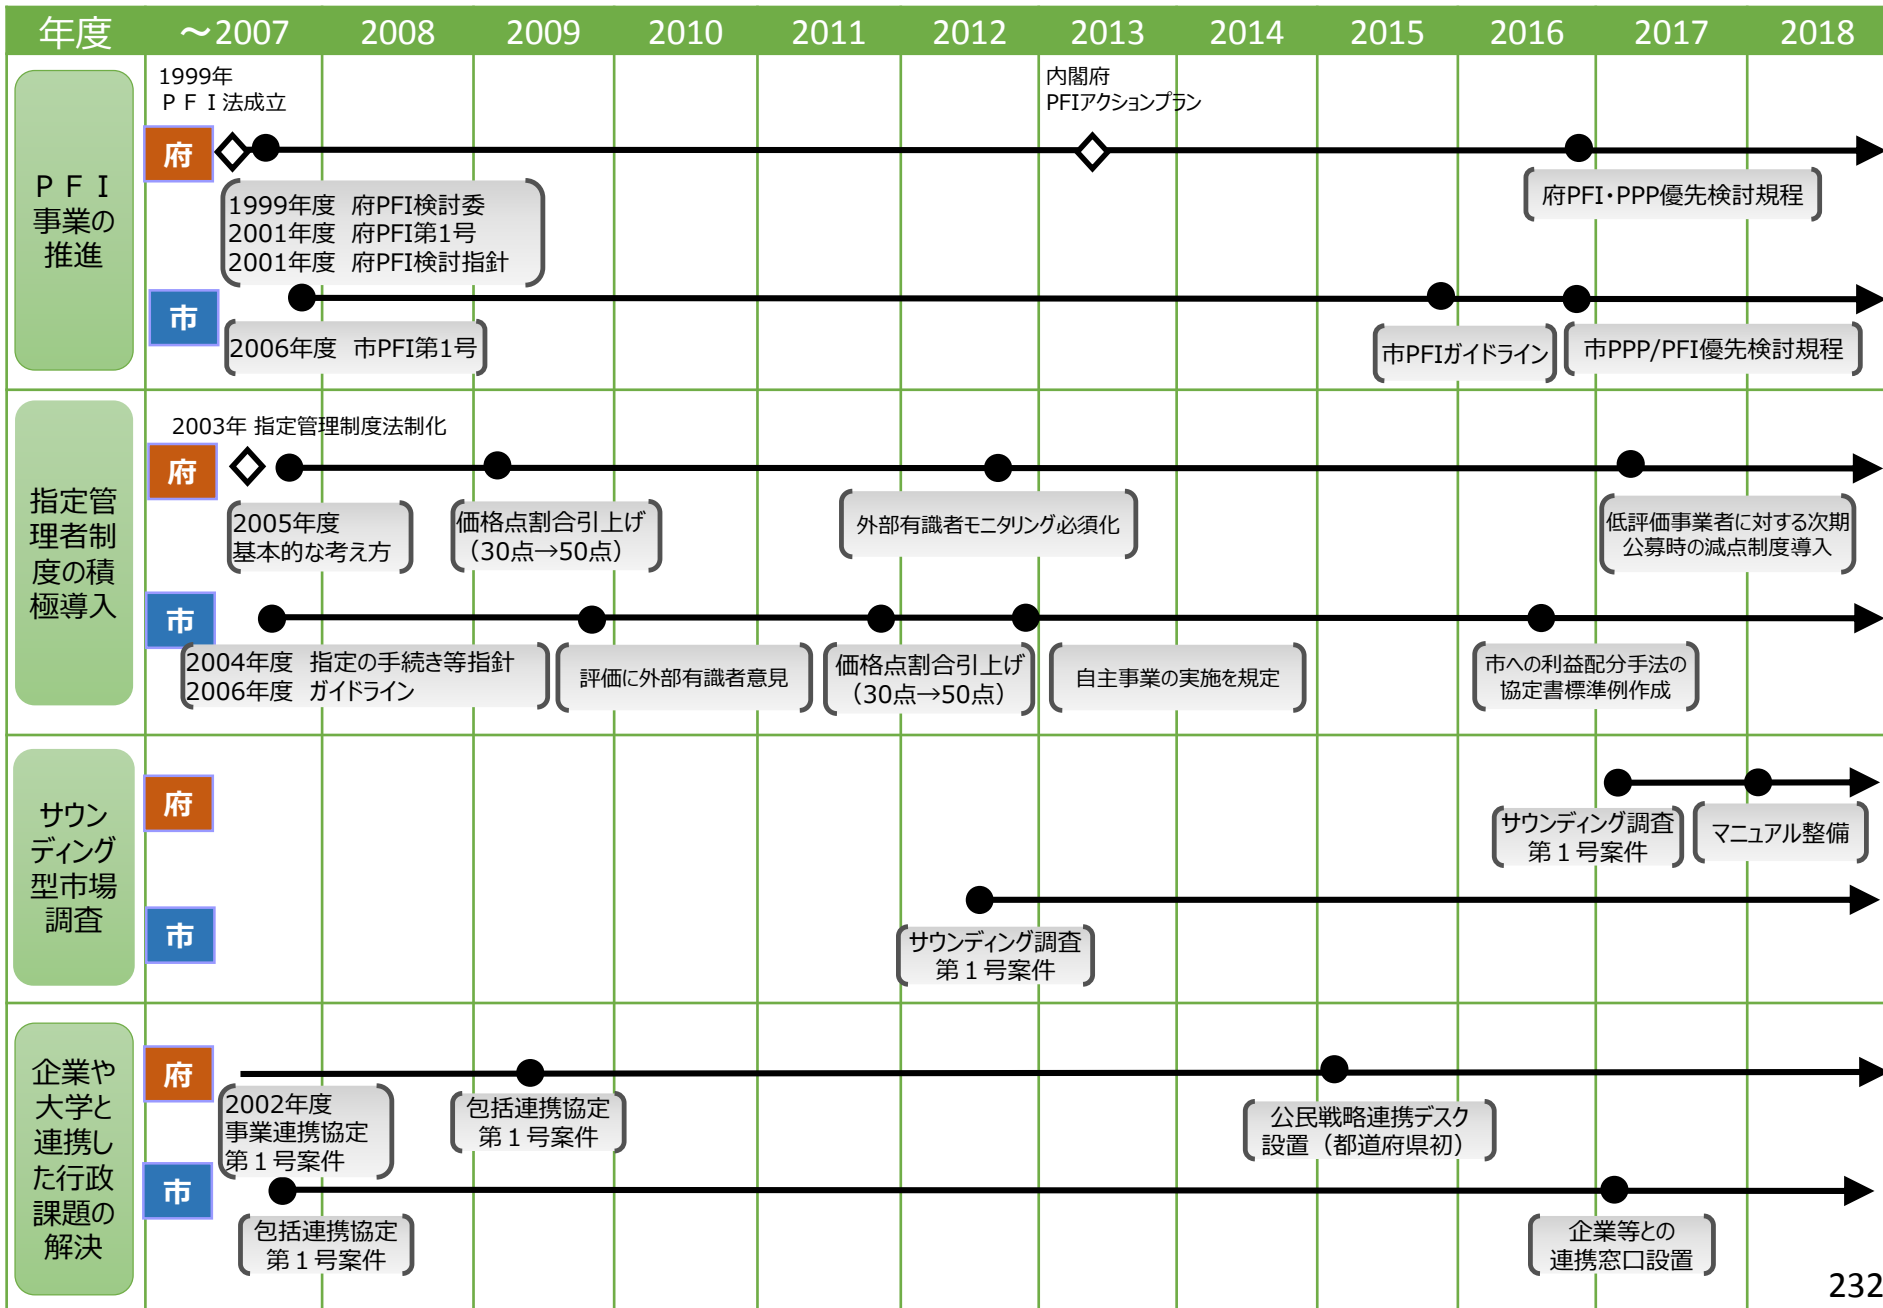 年度 ～2007 2008 2009 2010 2011 2012 2013 2014 2015 2016 2017 2018
ＰＦＩ
事業の
推進
1999年
ＰＦＩ法成立
内閣府
PFIアクションプラン
府
1999年度 府PFI検討委
2001年度 府PFI第1号
2001年度 府PFI検討指針
府PFI・PPP優先検討規程
市
2006年度 市PFI第1号
市PFIガイドライン
市PPP/PFI優先検討規程
指定管
理者制
度の積
極導入
2003年 指定管理制度法制化
府
2005年度
基本的な考え方
価格点割合引上げ
（30点→50点）
外部有識者モニタリング必須化
低評価事業者に対する次期
公募時の減点制度導入
市
2004年度 指定の手続き等指針
2006年度 ガイドライン
評価に外部有識者意見
価格点割合引上げ
（30点→50点）
自主事業の実施を規定
市への利益配分手法の
協定書標準例作成
サウン
ディング
型市場
調査
府
サウンディング調査
第１号案件
マニュアル整備
市
サウンディング調査
第１号案件
企業や
大学と
連携し
た行政
課題の
解決
府
2002年度
事業連携協定
第１号案件
包括連携協定
第１号案件
公民戦略連携デスク
設置（都道府県初）
市
包括連携協定
第１号案件
企業等との
連携窓口設置
232